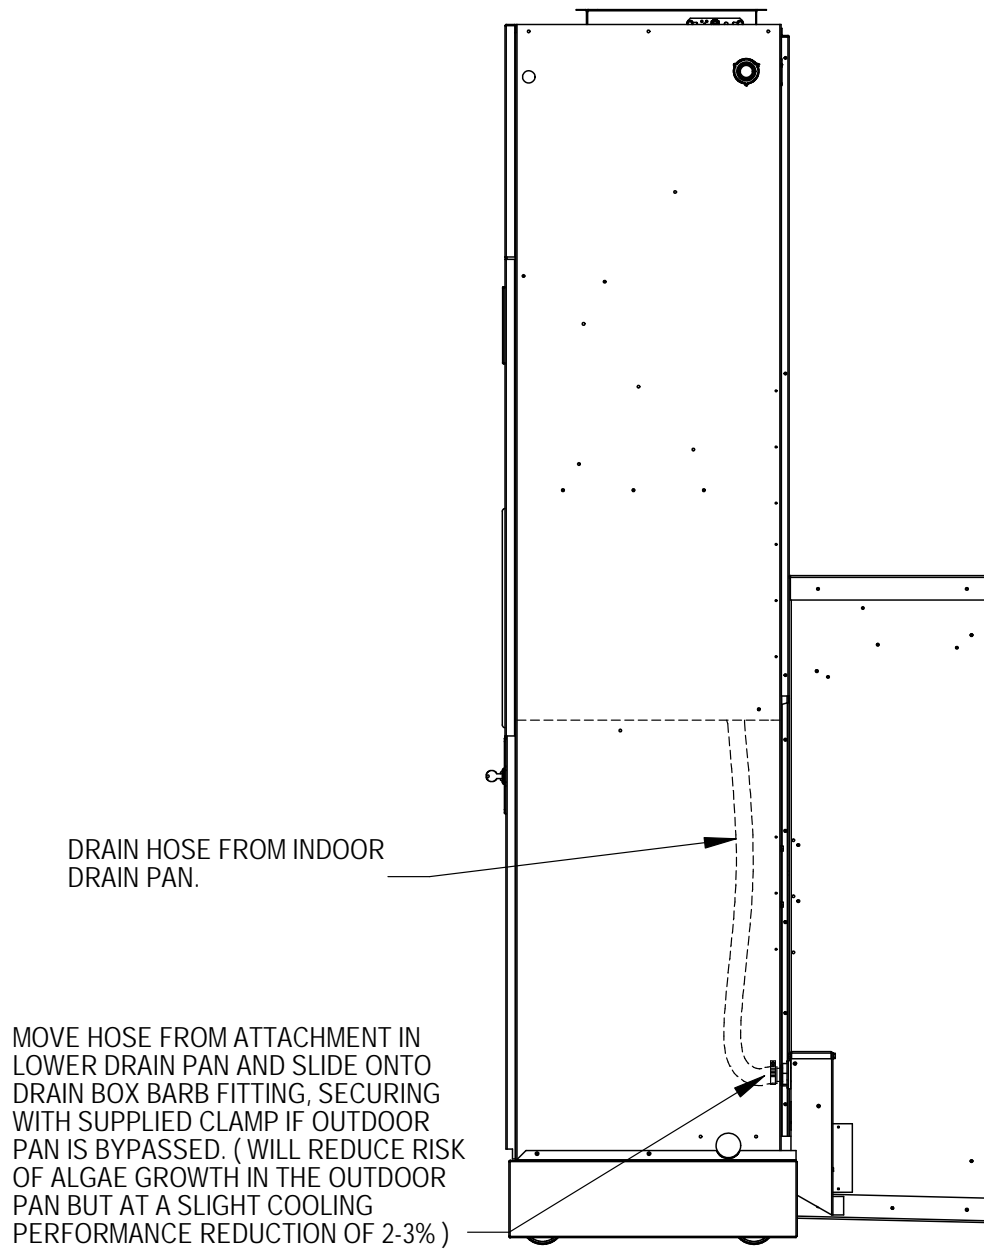 DRAIN HOSE FROM INDOOR
DRAIN PAN.
MOVE HOSE FROM ATTACHMENT IN
LOWER DRAIN PAN AND SLIDE ONTO
DRAIN BOX BARB FITTING, SECURING
WITH SUPPLIED CLAMP IF OUTDOOR
PAN IS BYPASSED. ( WILL REDUCE RISK
OF ALGAE GROWTH IN THE OUTDOOR
PAN BUT AT A SLIGHT COOLING
PERFORMANCE REDUCTION OF 2-3% )